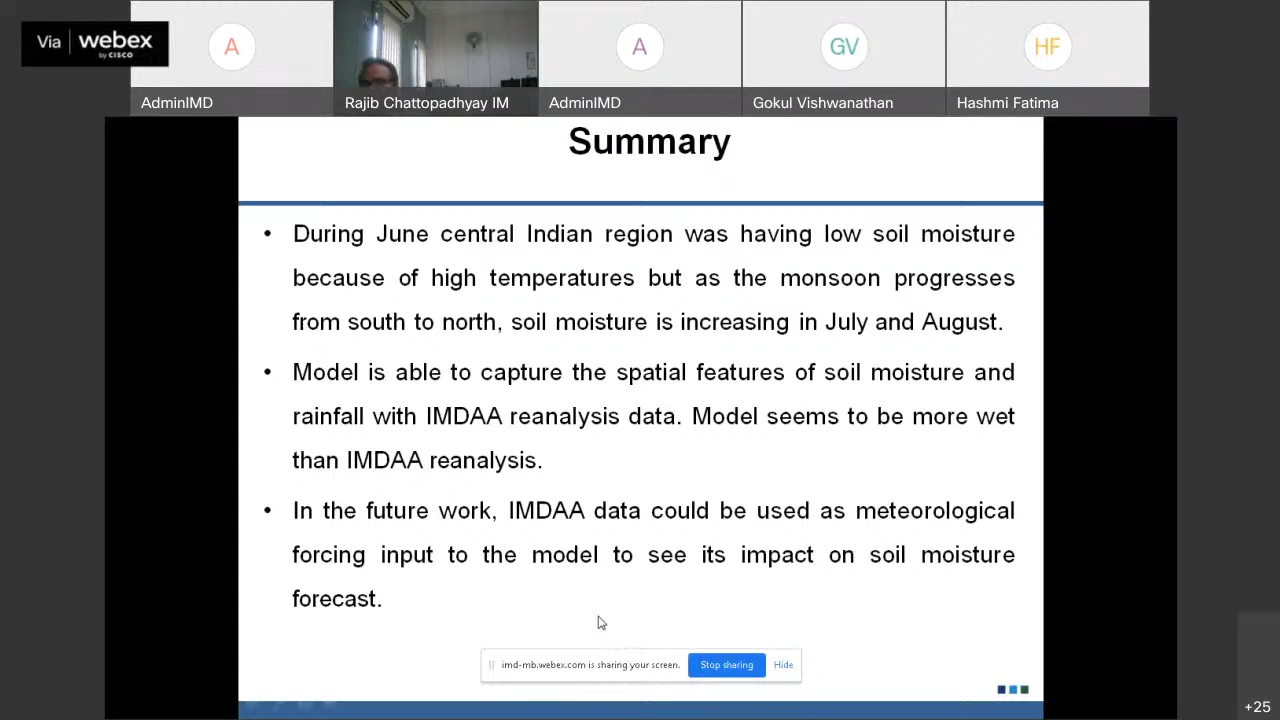 Via webex
by CISCO
A
A
GV
HF
AdminIMD
Rajib Chattopadhyay IM
AdminIMD
Gokul Vishwanathan
Hashmi Fatima
Summary
• During June central Indian region was having low soil moisture
because of high temperatures but as the monsoon progresses
from south to north, soil moisture is increasing in July and August.
• Model is able to capture the spatial features of soil moisture and
rainfall with IMDAA reanalysis data. Model seems to be more wet
than IMDAA reanalysis.
• In the future work, IMDAA data could be used as meteorological
forcing input to the model to see its impact on soil moisture
forecast.
imd-mb.webex.com is sharing your screen.
Stop sharing
Hide
+25